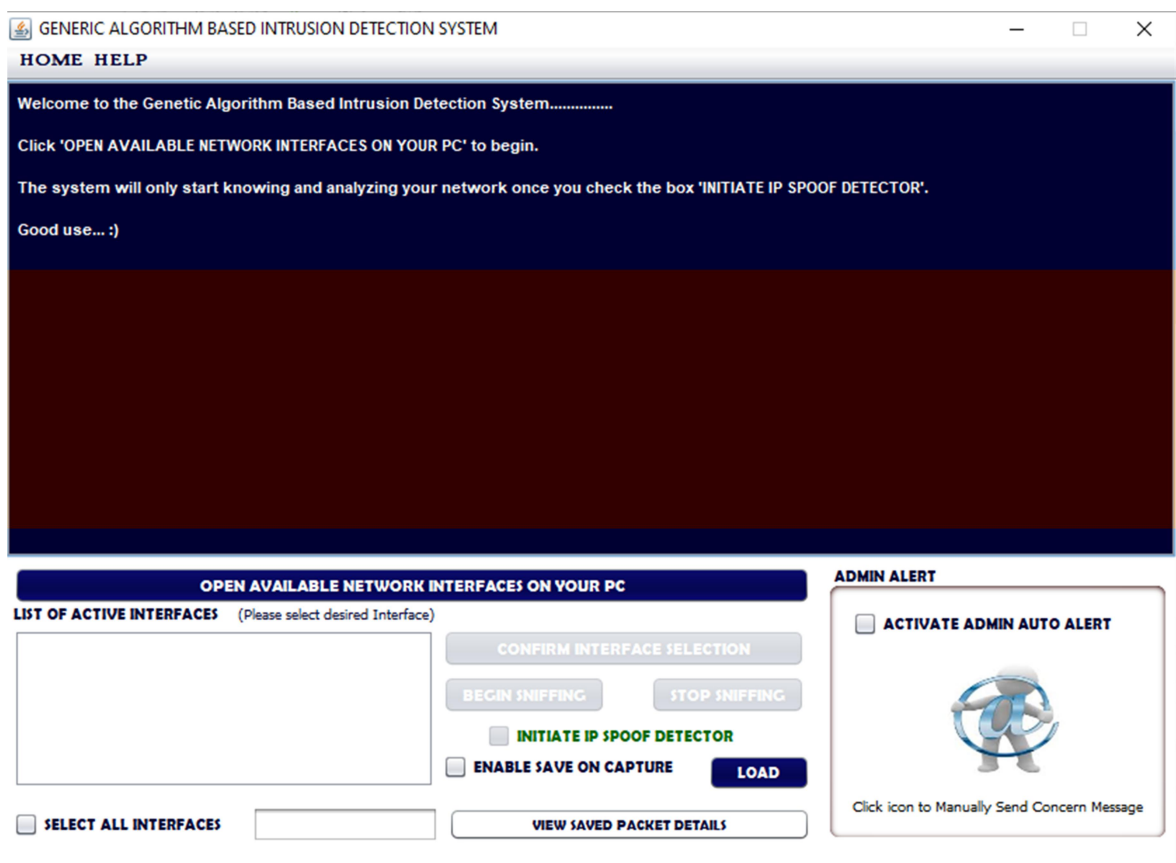 GENERIC ALGORITHM BASED INTRUSION DETECTION SYSTEM
HOME HELP
Welcome to the Genetic Algorithm Based Intrusion Detection System...............
Click 'OPEN AVAILABLE NETWORK INTERFACES ON YOUR PC' to begin.
The system will only start knowing and analyzing your network once you check the box 'INITIATE IP SPOOF DETECTOR'.
Good use... :)
OPEN AVAILABLE NETWORK INTERFACES ON YOUR PC
LIST OF ACTIVE INTERFACES (Please select desired Interface)
CONFIRM INTERFACE SELECTION
BEGIN SNIFFING STOP SNIFFING
INITIATE IP SPOOF DETECTOR
ENABLE SAVE ON CAPTURE LOAD
SELECT ALL INTERFACES VIEW SAVED PACKET DETAILS
ADMIN ALERT
ACTIVATE ADMIN AUTO ALERT
@
Click icon to Manually Send Concern Message